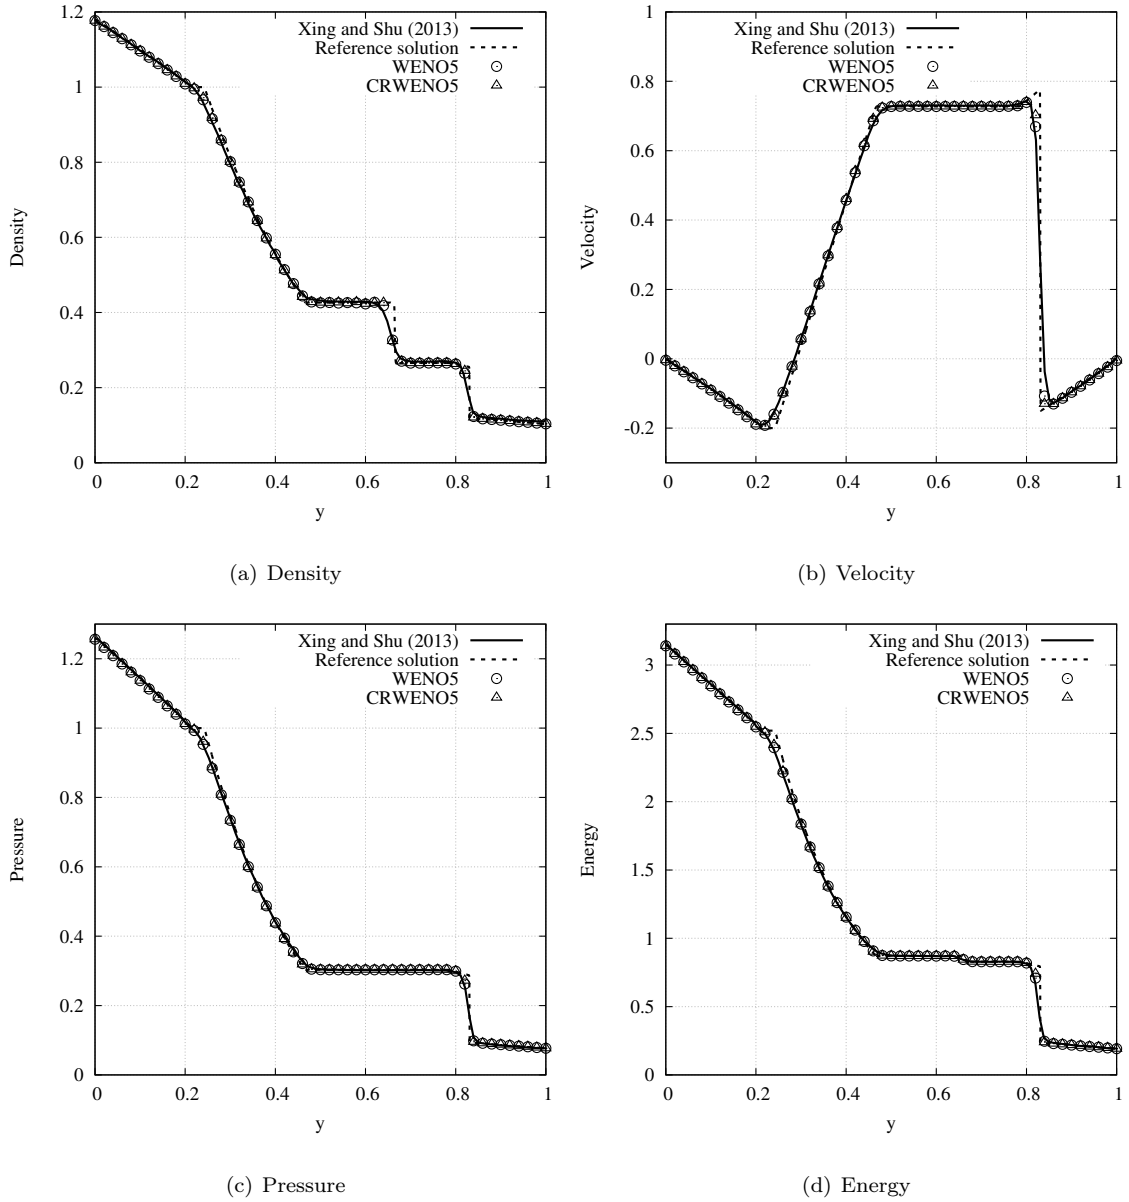 Xing and Shu (2013)
Reference solution
WENO5
CRWENO5
Density
1.2
1
0.8
0.6
0.4
0.2
0
0 0.2 0.4 0.6 0.8 1
y
(a) Density
Xing and Shu (2013)
Reference solution
WENO5
CRWENO5
Velocity
1
0.8
0.6
0.4
0.2
0
-0.2
0 0.2 0.4 0.6 0.8 1
y
(b) Velocity
Xing and Shu (2013)
Reference solution
WENO5
CRWENO5
Pressure
1.2
1
0.8
0.6
0.4
0.2
0
0 0.2 0.4 0.6 0.8 1
y
(c) Pressure
Xing and Shu (2013)
Reference solution
WENO5
CRWENO5
Energy
3
2.5
2
1.5
1
0.5
0
0 0.2 0.4 0.6 0.8 1
y
(d) Energy